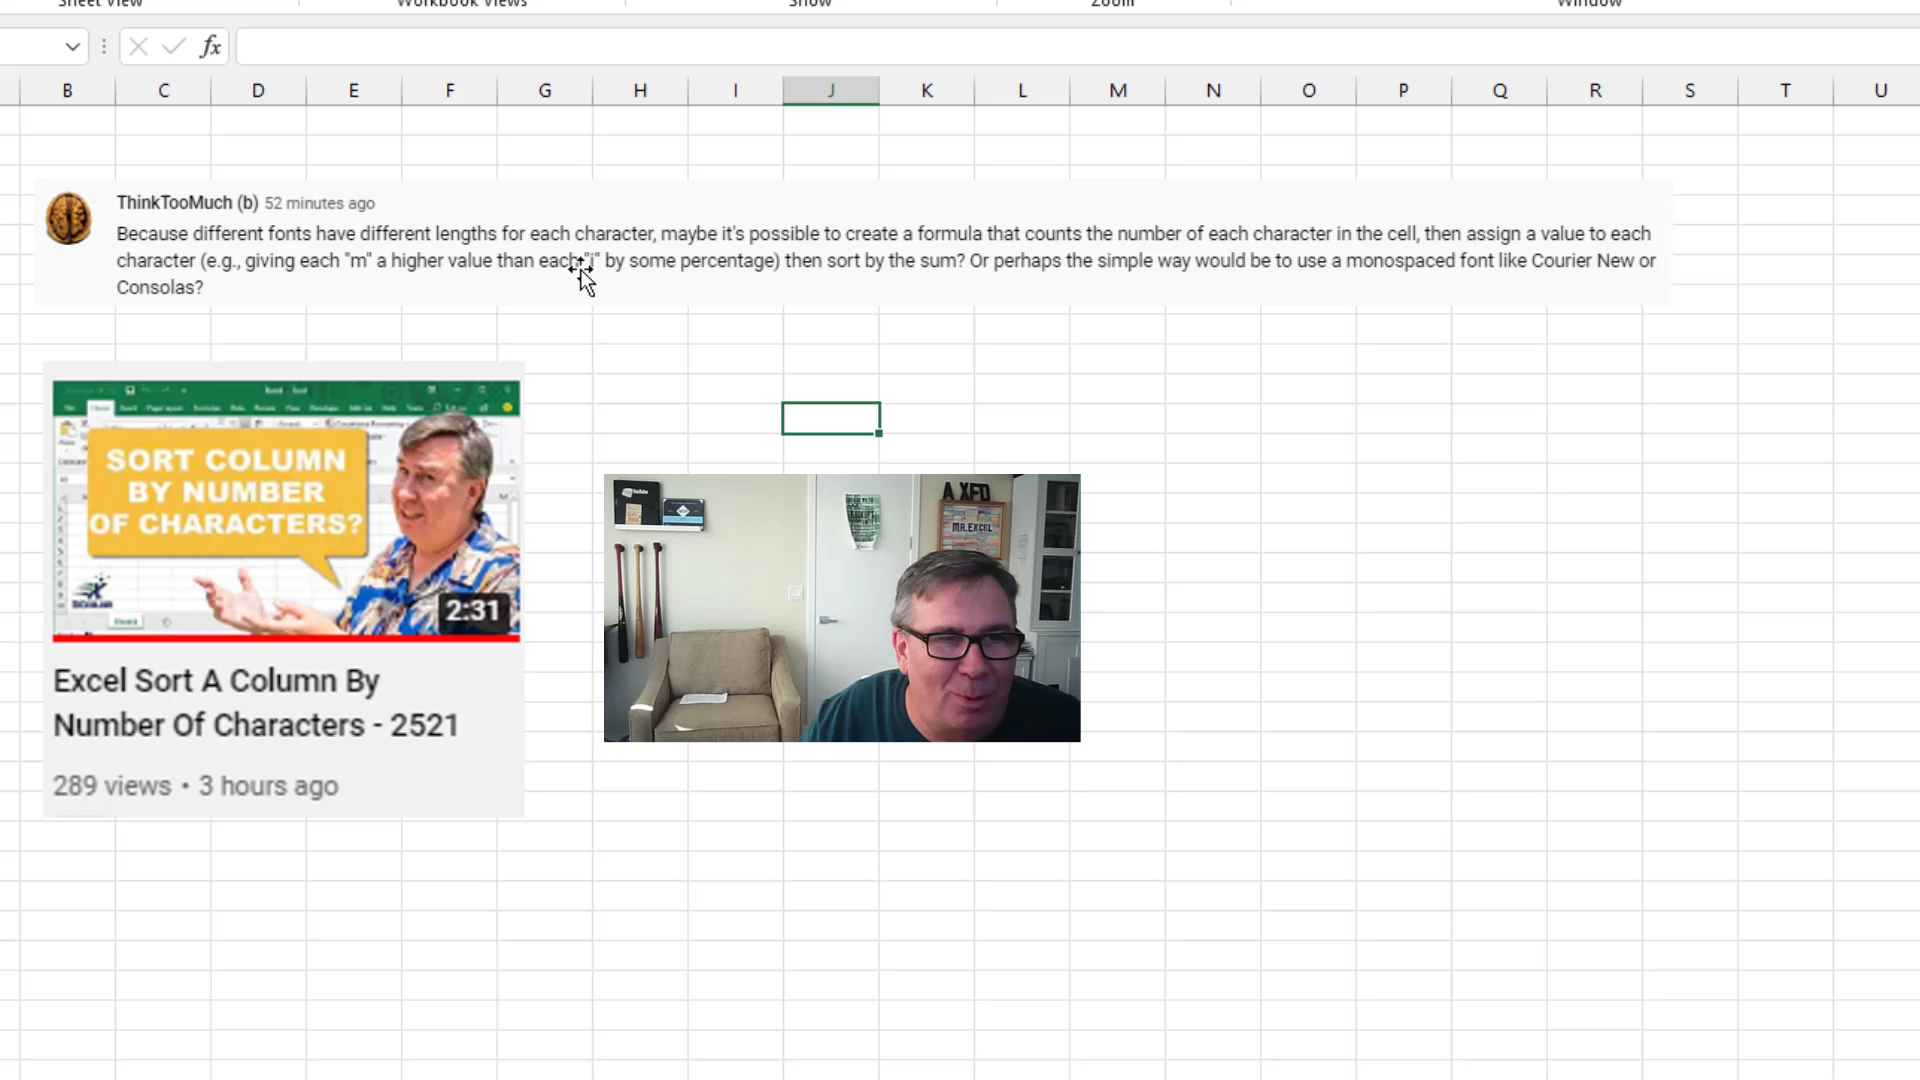 Sheet View Workbook Views Show Zoom Window
fx
B C D E F G H I J K L M N O P Q R S T U
ThinkTooMuch (b) 52 minutes ago
Because different fonts have different lengths for each character, maybe it's possible to create a formula that counts the number of each character in the cell, then assign a value to each
character (e.g., giving each "m" a higher value than each "i" by some percentage) then sort by the sum? Or perhaps the simple way would be to use a monospaced font like Courier New or
Consolas?
SORT COLUMN
BY NUMBER
OF CHARACTERS?
2:31
Excel Sort A Column By
Number Of Characters - 2521
289 views • 3 hours ago
A XFD
MR.EXCEL